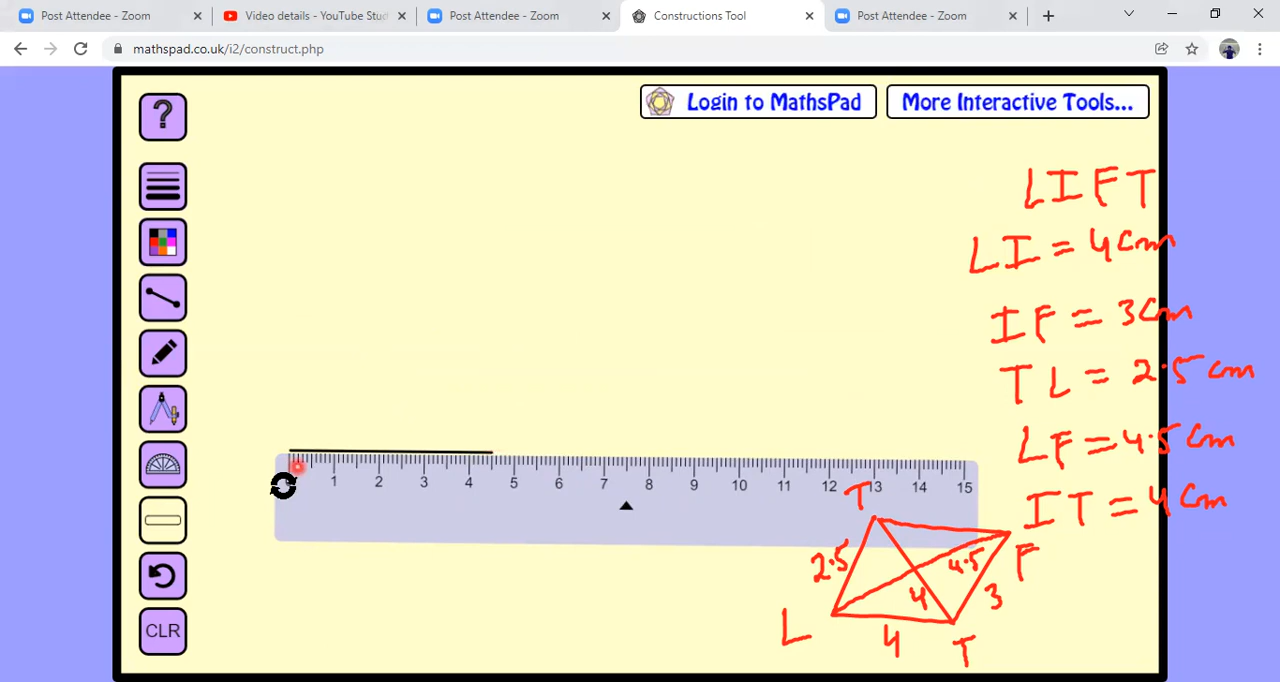 Post Attendee - Zoom
Video details - YouTube Stud
Post Attendee - Zoom
Constructions Tool
Post Attendee - Zoom
mathspad.co.uk/i2/construct.php
?
Login to MathsPad
More Interactive Tools...
LIFT
LI = 4cm
IF = 3cm
TL = 2.5cm
LF = 4.5cm
IT = 4cm
1 2 3 4 5 6 7 8 9 10 11 12 13 14 15
T
2.5
4.5
F
4
3
L
4
T
CLR